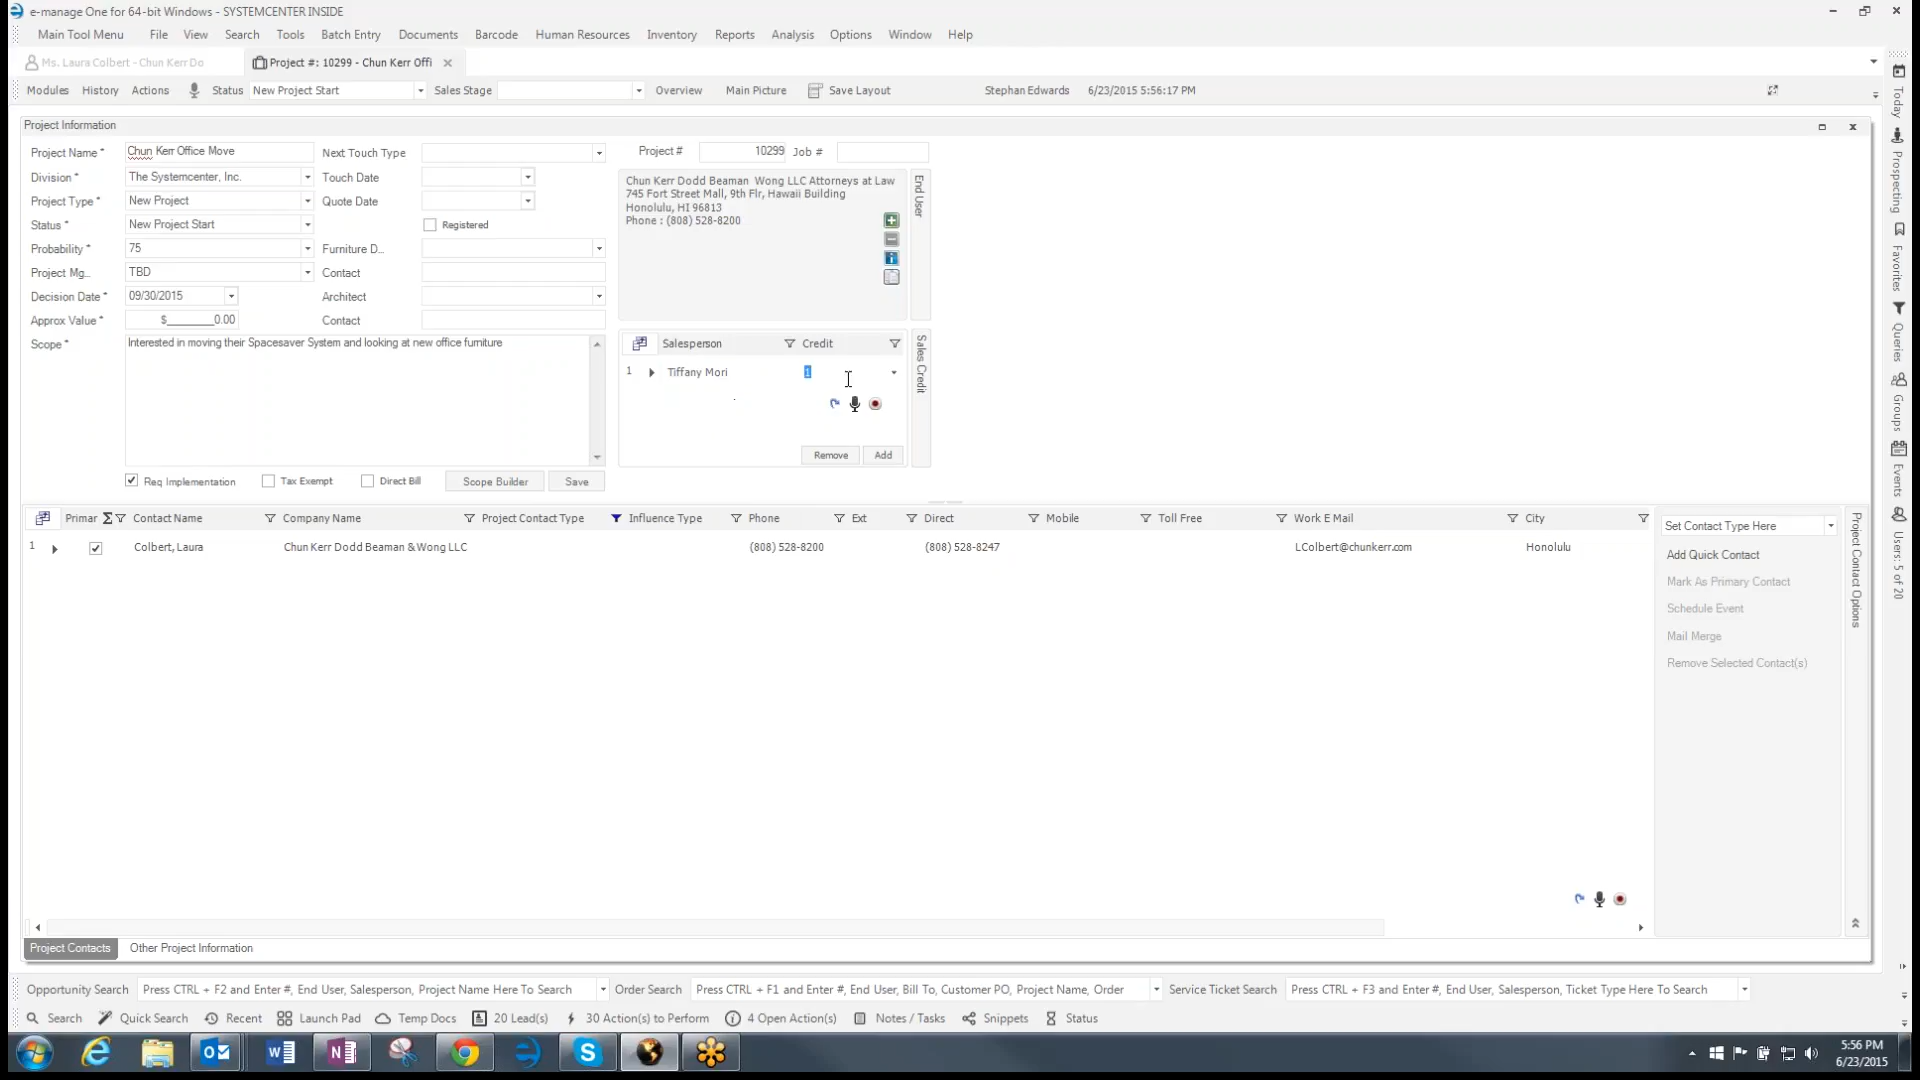 e-manage One for 64-bit Windows - SYSTEMCENTER INSIDE
Main Tool Menu File View Search Tools Batch Entry Documents Barcode Human Resources Inventory Reports Analysis Options Window Help
Ms. Laura Colbert - Chun Kerr Do Project #: 10299 - Chun Kerr Offi
Modules History Actions Status New Project Start Sales Stage Overview Main Picture Save Layout Stephan Edwards 6/23/2015 5:56:17 PM
Project Information
Project Name * Chun Kerr Office Move Next Touch Type Project # 10299 Job #
Division * The Systemcenter, Inc. Touch Date
Project Type * New Project Quote Date
Status * New Project Start Registered
Probability * 75 Furniture D...
Project Mg... TBD Contact
Decision Date * 09/30/2015 Architect
Approx Value * $________0.00 Contact
Scope * Interested in moving their Spacesaver System and looking at new office furniture
Chun Kerr Dodd Beaman Wong LLC Attorneys at Law
745 Fort Street Mall, 9th Flr, Hawaii Building
Honolulu, HI 96813
Phone : (808) 528-8200
End User
Salesperson Credit
1 Tiffany Mori 1
Remove Add
Sales Credit
Req Implementation Tax Exempt Direct Bill Scope Builder Save
Primar Σ Contact Name Company Name Project Contact Type Influence Type Phone Ext Direct Mobile Toll Free Work E Mail City
1 Colbert, Laura Chun Kerr Dodd Beaman & Wong LLC (808) 528-8200 (808) 528-8247 LColbert@chunkerr.com Honolulu
Set Contact Type Here
Add Quick Contact
Mark As Primary Contact
Schedule Event
Mail Merge
Remove Selected Contact(s)
Project Contact Options
Today
Prospecting
Favorites
Queries
Groups
Events
Users: 5 of 20
Project Contacts Other Project Information
Opportunity Search Press CTRL + F2 and Enter #, End User, Salesperson, Project Name Here To Search Order Search Press CTRL + F1 and Enter #, End User, Bill To, Customer PO, Project Name, Order Service Ticket Search Press CTRL + F3 and Enter #, End User, Salesperson, Ticket Type Here To Search
Search Quick Search Recent Launch Pad Temp Docs 20 Lead(s) 30 Action(s) to Perform 4 Open Action(s) Notes / Tasks Snippets Status
5:56 PM
6/23/2015